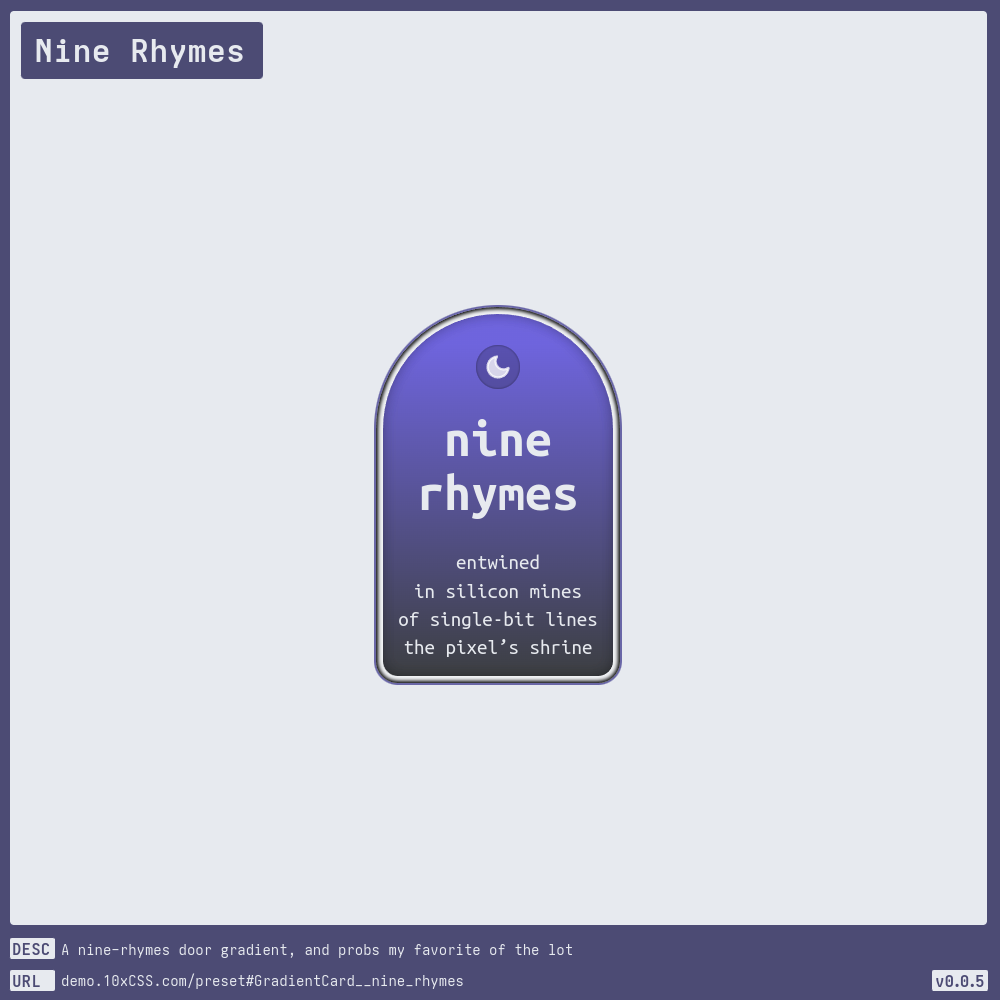 Nine Rhymes
nine
rhymes
entwined
in silicon mines
of single-bit lines
the pixel’s shrine
DESC A nine-rhymes door gradient, and probs my favorite of the lot
URL demo.10xCSS.com/preset#GradientCard__nine_rhymes
v0.0.5